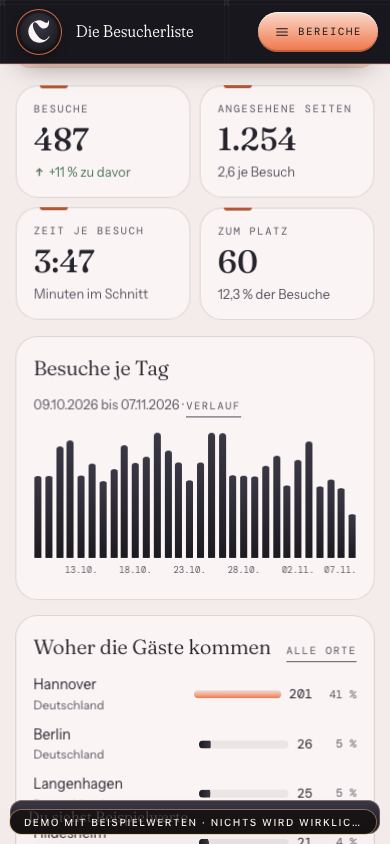 Die Besucherliste
BEREICHE
BESUCHE
487
↑ +11 % zu davor
ANGESEHENE SEITEN
1.254
2,6 je Besuch
ZEIT JE BESUCH
3:47
Minuten im Schnitt
ZUM PLATZ
60
12,3 % der Besuche
Besuche je Tag
09.10.2026 bis 07.11.2026 · VERLAUF
13.10. 18.10. 23.10. 28.10. 02.11. 07.11.
Woher die Gäste kommen ALLE ORTE
Hannover
Deutschland
201 41 %
Berlin
Deutschland
26 5 %
Langenhagen
25 5 %
Du siehst Beispielwerte
DEMO MIT BEISPIELWERTEN · NICHTS WIRD WIRKLIC…
Hildesheim
21 4 %